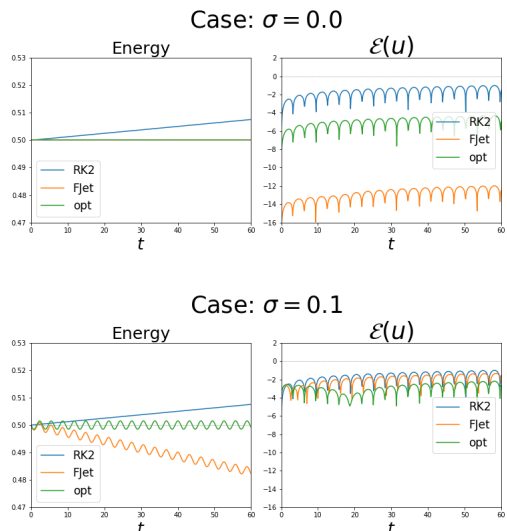 Case: σ = 0.0
Energy
0.53
0.52
0.51
0.50
0.49
0.48
0.47
RK2
FJet
opt
0 10 20 30 40 50 60
t
ℰ(u)
2
0
−2
−4
−6
−8
−10
−12
−14
−16
RK2
FJet
opt
0 10 20 30 40 50 60
t
Case: σ = 0.1
Energy
0.53
0.52
0.51
0.50
0.49
0.48
0.47
RK2
FJet
opt
0 10 20 30 40 50 60
t
ℰ(u)
2
0
−2
−4
−6
−8
−10
−12
−14
−16
RK2
FJet
opt
0 10 20 30 40 50 60
t